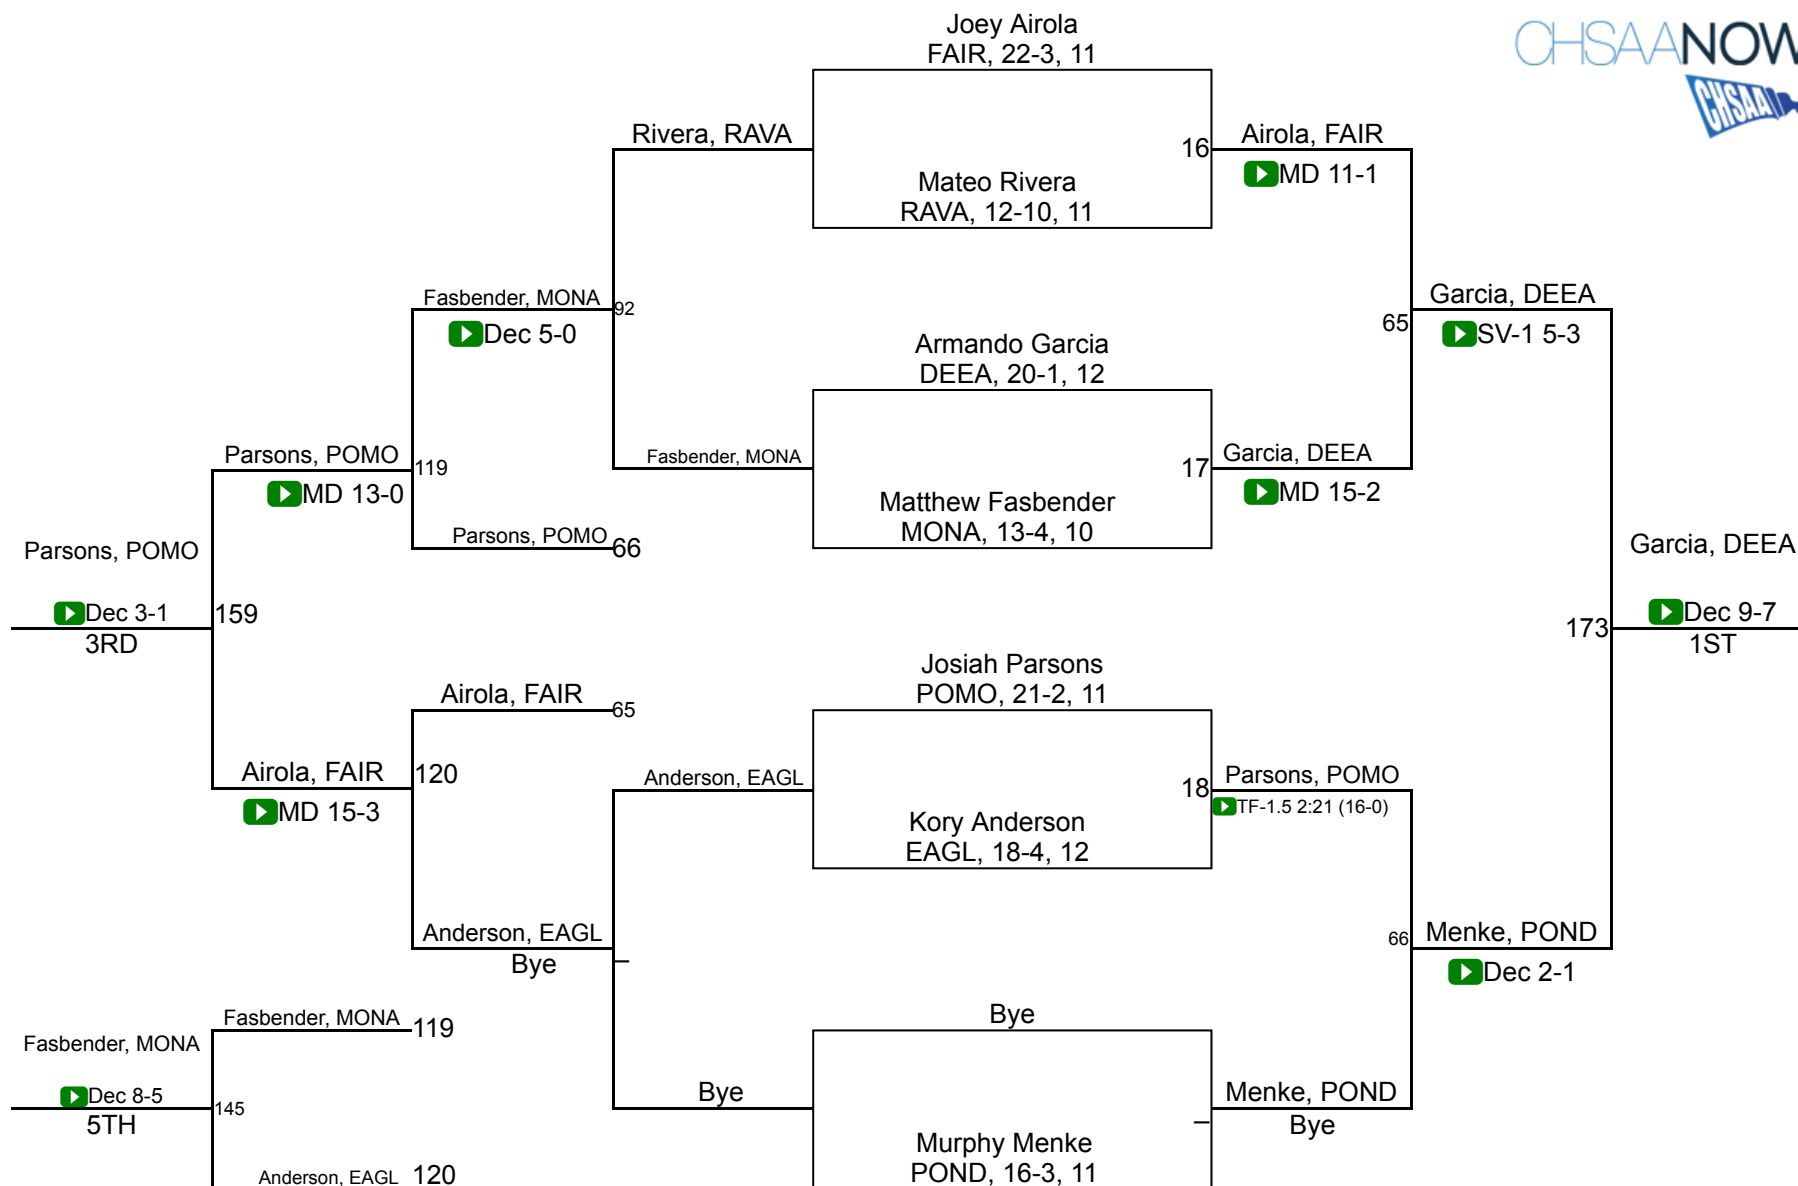 Joey Airola
FAIR, 22-3, 11
CHSAANOW
CHSAA
Rivera, RAVA
16
Airola, FAIR
MD 11-1
Mateo Rivera
RAVA, 12-10, 11
Fasbender, MONA
92
Dec 5-0
Garcia, DEEA
65
SV-1 5-3
Armando Garcia
DEEA, 20-1, 12
Parsons, POMO
119
MD 13-0
Fasbender, MONA
17
Garcia, DEEA
MD 15-2
Matthew Fasbender
MONA, 13-4, 10
Parsons, POMO
66
Parsons, POMO
Garcia, DEEA
Dec 3-1
159
3RD
173
Dec 9-7
1ST
Josiah Parsons
POMO, 21-2, 11
Airola, FAIR
65
Airola, FAIR
120
MD 15-3
Anderson, EAGL
18
Parsons, POMO
TF-1.5 2:21 (16-0)
Kory Anderson
EAGL, 18-4, 12
Anderson, EAGL
Bye
66
Menke, POND
Dec 2-1
Fasbender, MONA
119
Bye
Fasbender, MONA
Dec 8-5
145
5TH
Bye
Menke, POND
Bye
Murphy Menke
POND, 16-3, 11
Anderson, EAGL
120